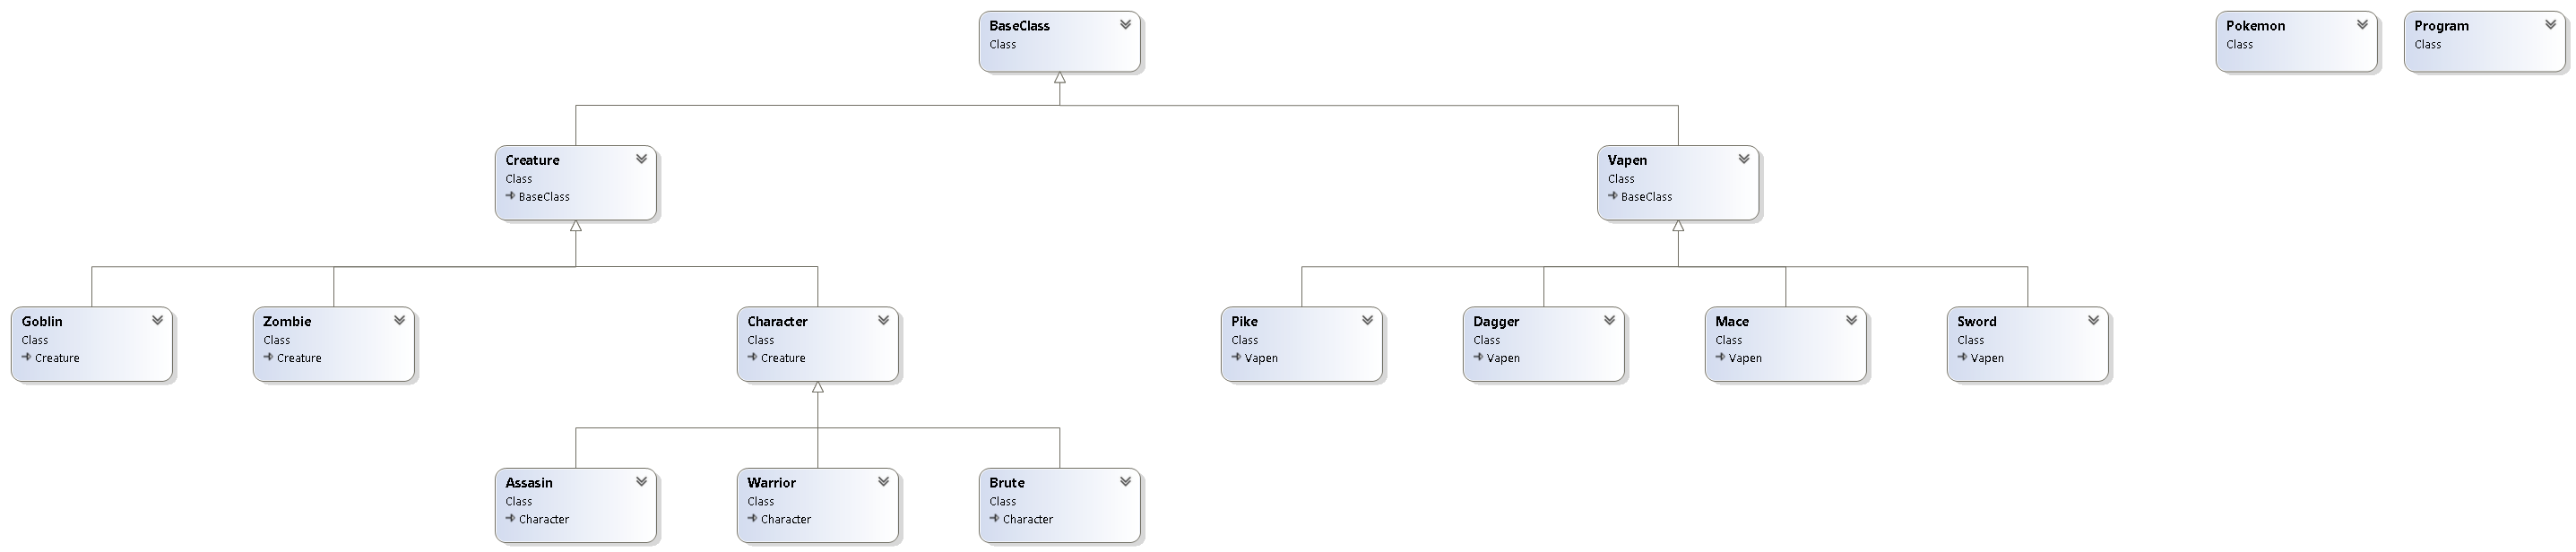 BaseClass
Class
Pokemon
Class
Program
Class
Creature
Class
BaseClass
Vapen
Class
BaseClass
Goblin
Class
Creature
Zombie
Class
Creature
Character
Class
Creature
Pike
Class
Vapen
Dagger
Class
Vapen
Mace
Class
Vapen
Sword
Class
Vapen
Assasin
Class
Character
Warrior
Class
Character
Brute
Class
Character